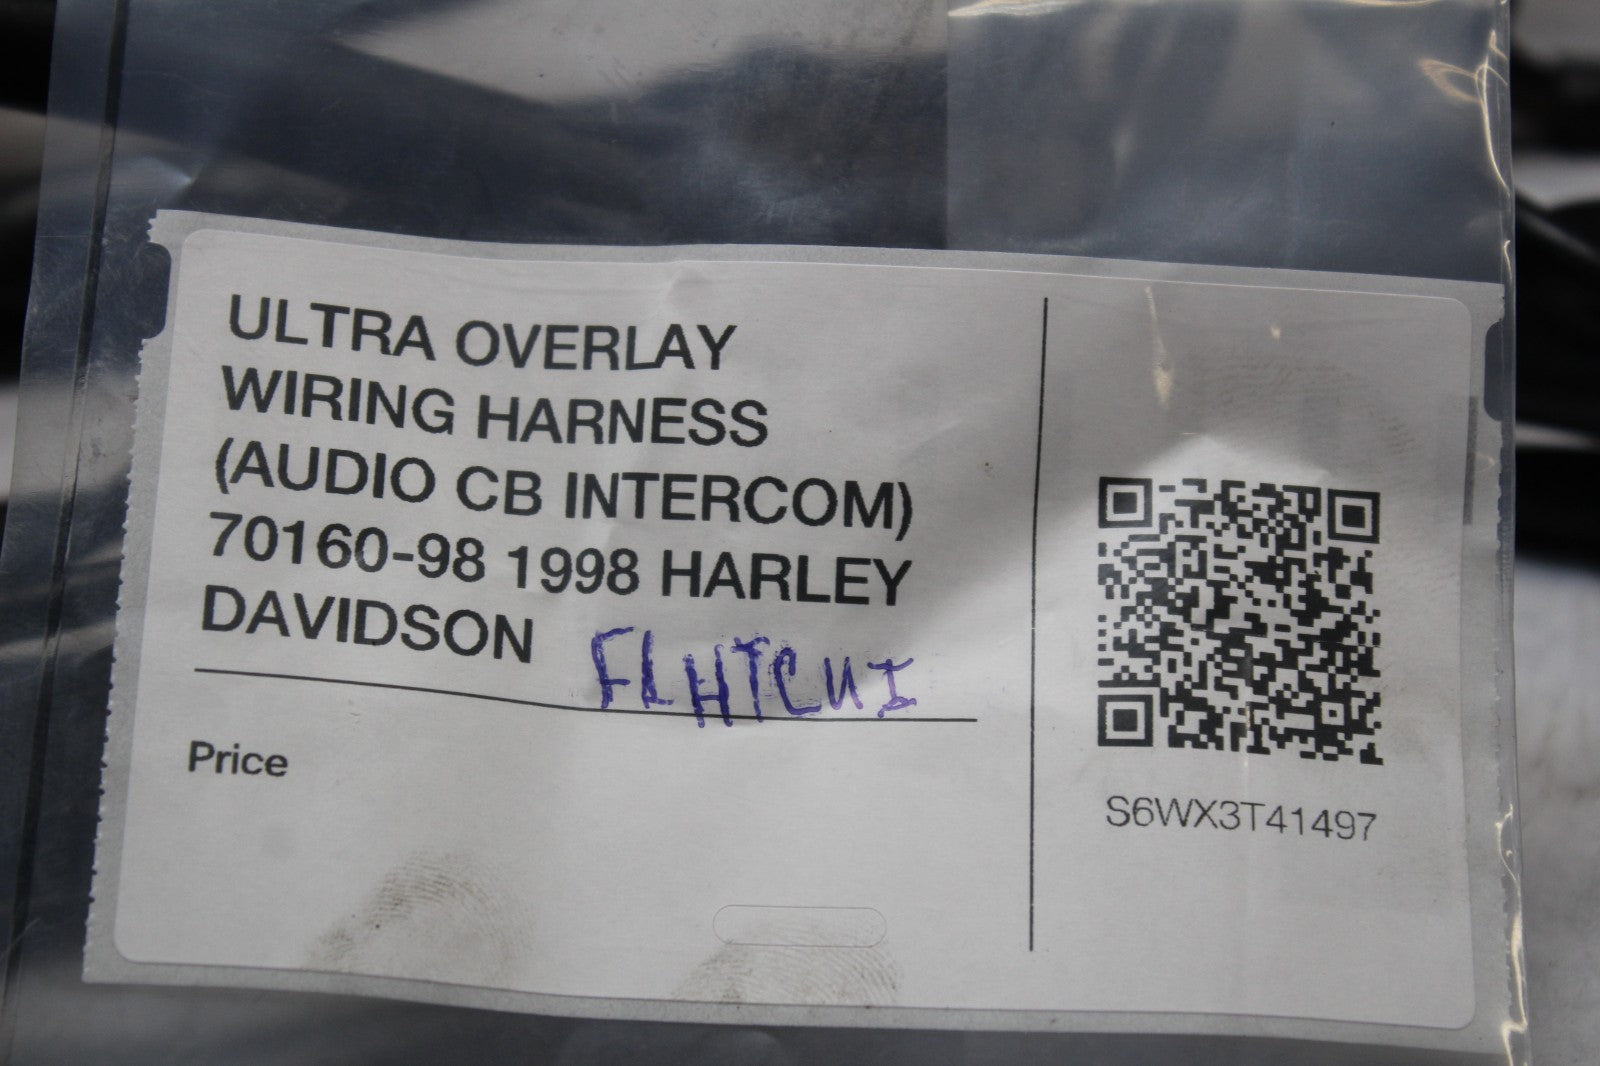 ULTRA OVERLAY
WIRING HARNESS
(AUDIO CB INTERCOM)
70160-98 1998 HARLEY
DAVIDSON FLHTCUI
Price
S6WX3T41497